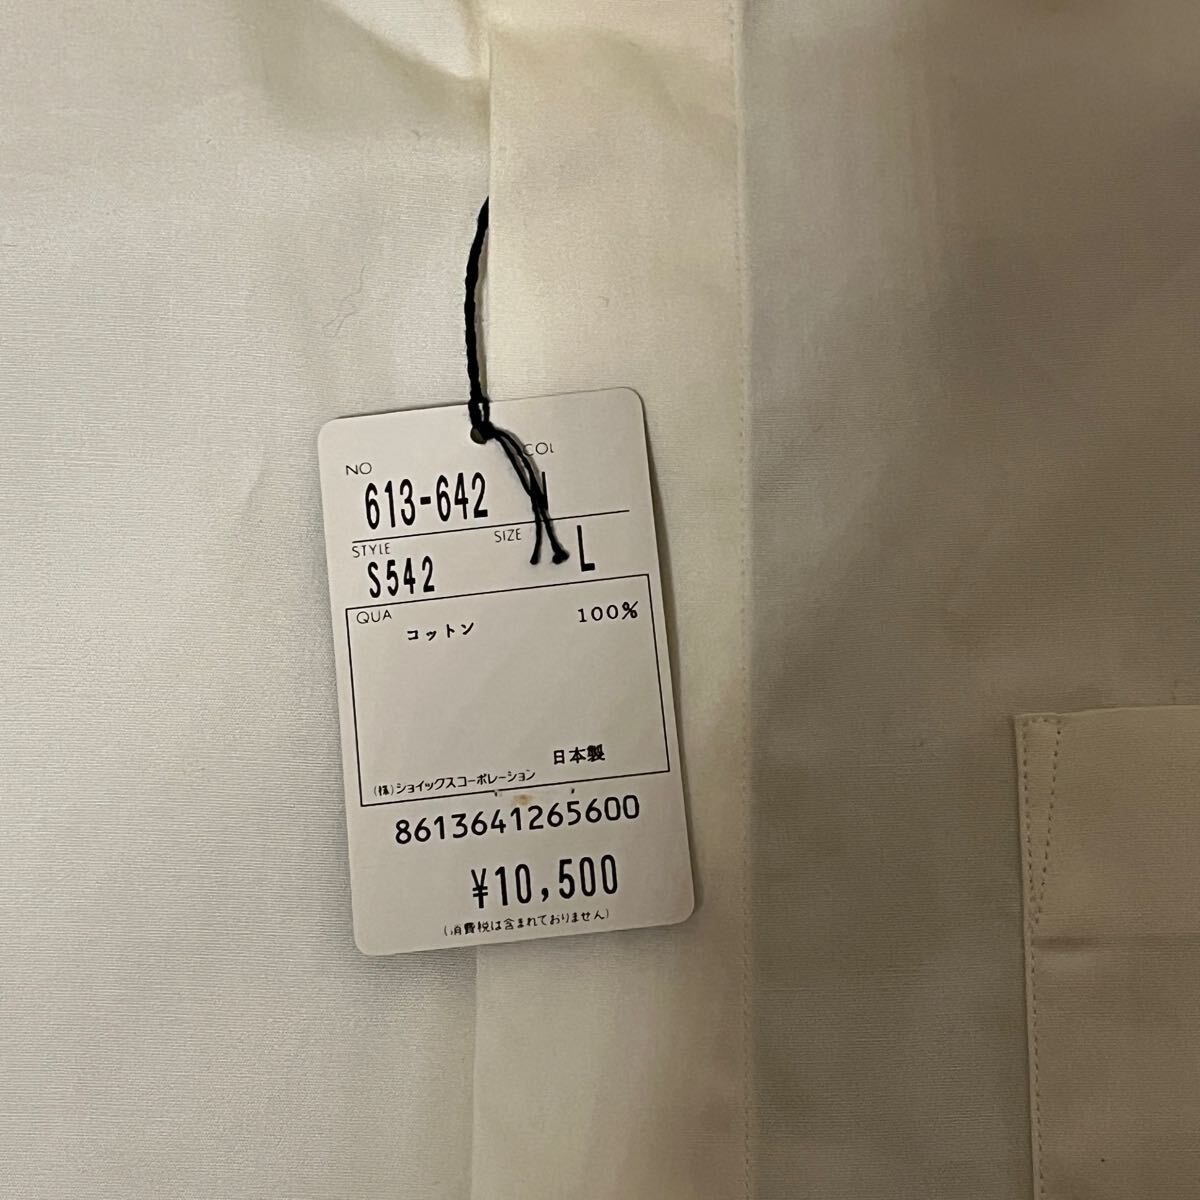 NO COL
613-642
STYLE SIZE
S542 L
QUA
コットン 100%
日本製
(株)ジョイックスコーポレーション
8613641265600
¥10,500
(消費税は含まれておりません)